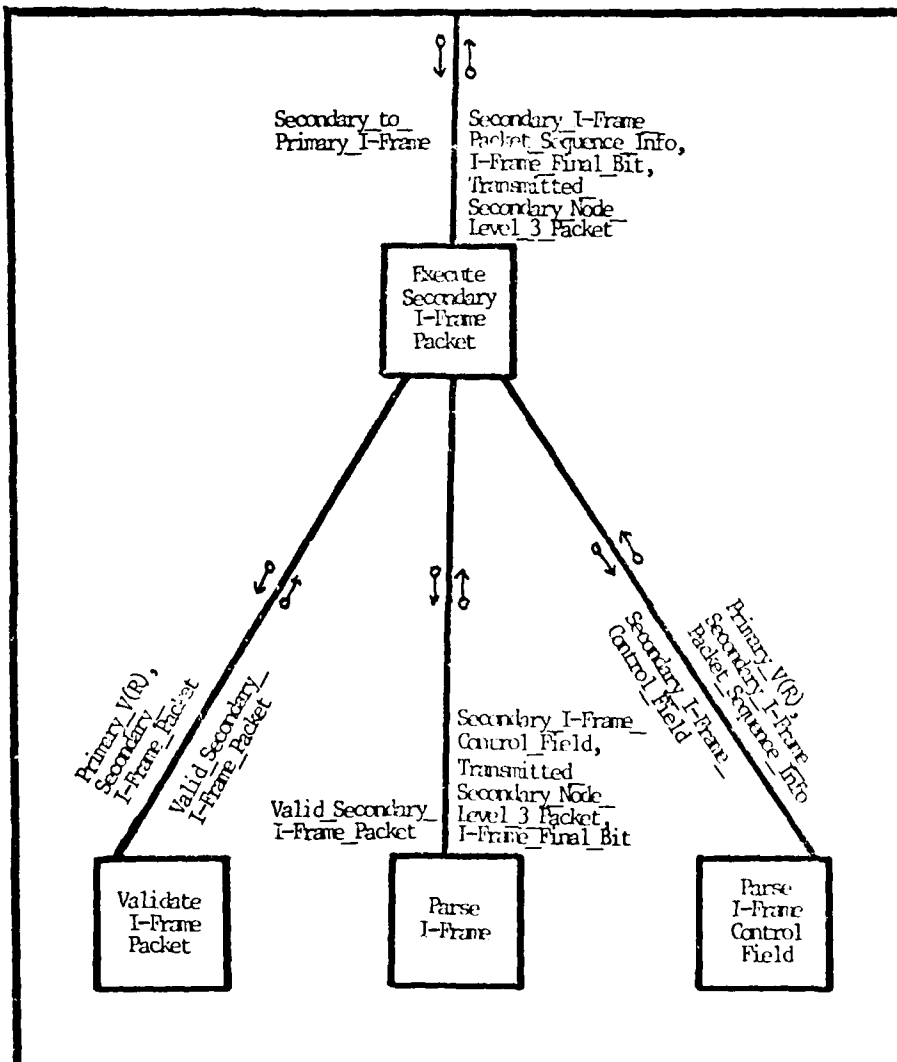 Secondary_to_
Primary_I-Frame
Secondary_I-Frame
Packet_Sequence_Info,
I-Frame_Final_Bit,
Transmitted_
Secondary_Node_
Level_3_Packet
Execute
Secondary
I-Frame
Packet
Primary_V(R),
Secondary_
I-Frame_Packet
Valid_Secondary_
I-Frame_Packet
Valid_Secondary_
I-Frame_Packet
Secondary_I-Frame_
Control_Field,
Transmitted_
Secondary_Node_
Level_3_Packet,
I-Frame_Final_Bit
Secondary_I-Frame_
Control_Field
Primary_V(R),
Secondary_I-Frame
Packet_Sequence_Info
Validate
I-Frame
Packet
Parse
I-Frame
Parse
I-Frame
Control
Field